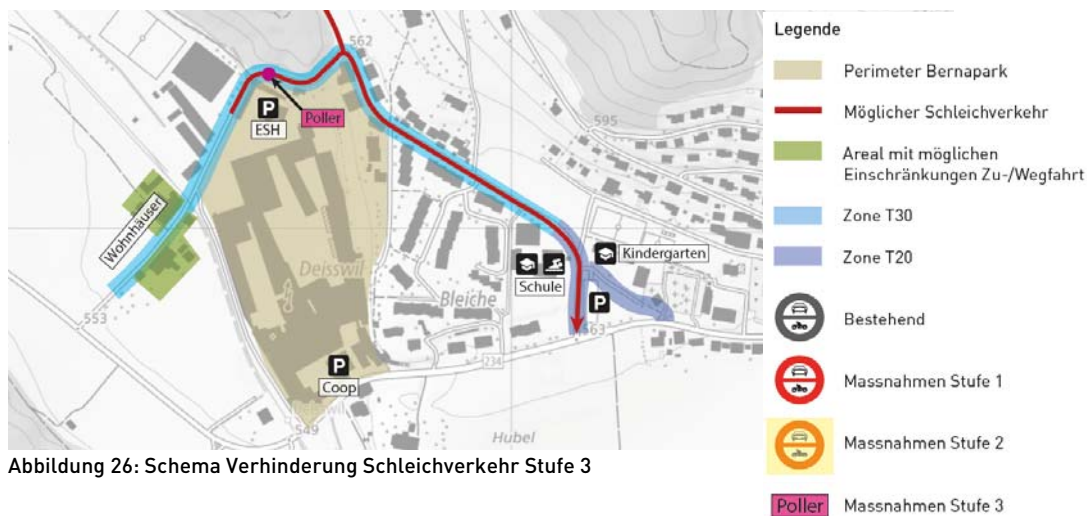 562
P
ESH
Poller
595
Wohnhäuser
Deisswil
Kindergarten
Schule
Bleiche
P
553
563
234
P
Coop
549
Hubel
Abbildung 26: Schema Verhinderung Schleichverkehr Stufe 3
Legende
Perimeter Bernapark
Möglicher Schleichverkehr
Areal mit möglichen
Einschränkungen Zu-/Wegfahrt
Zone T30
Zone T20
Bestehend
Massnahmen Stufe 1
Massnahmen Stufe 2
Poller Massnahmen Stufe 3